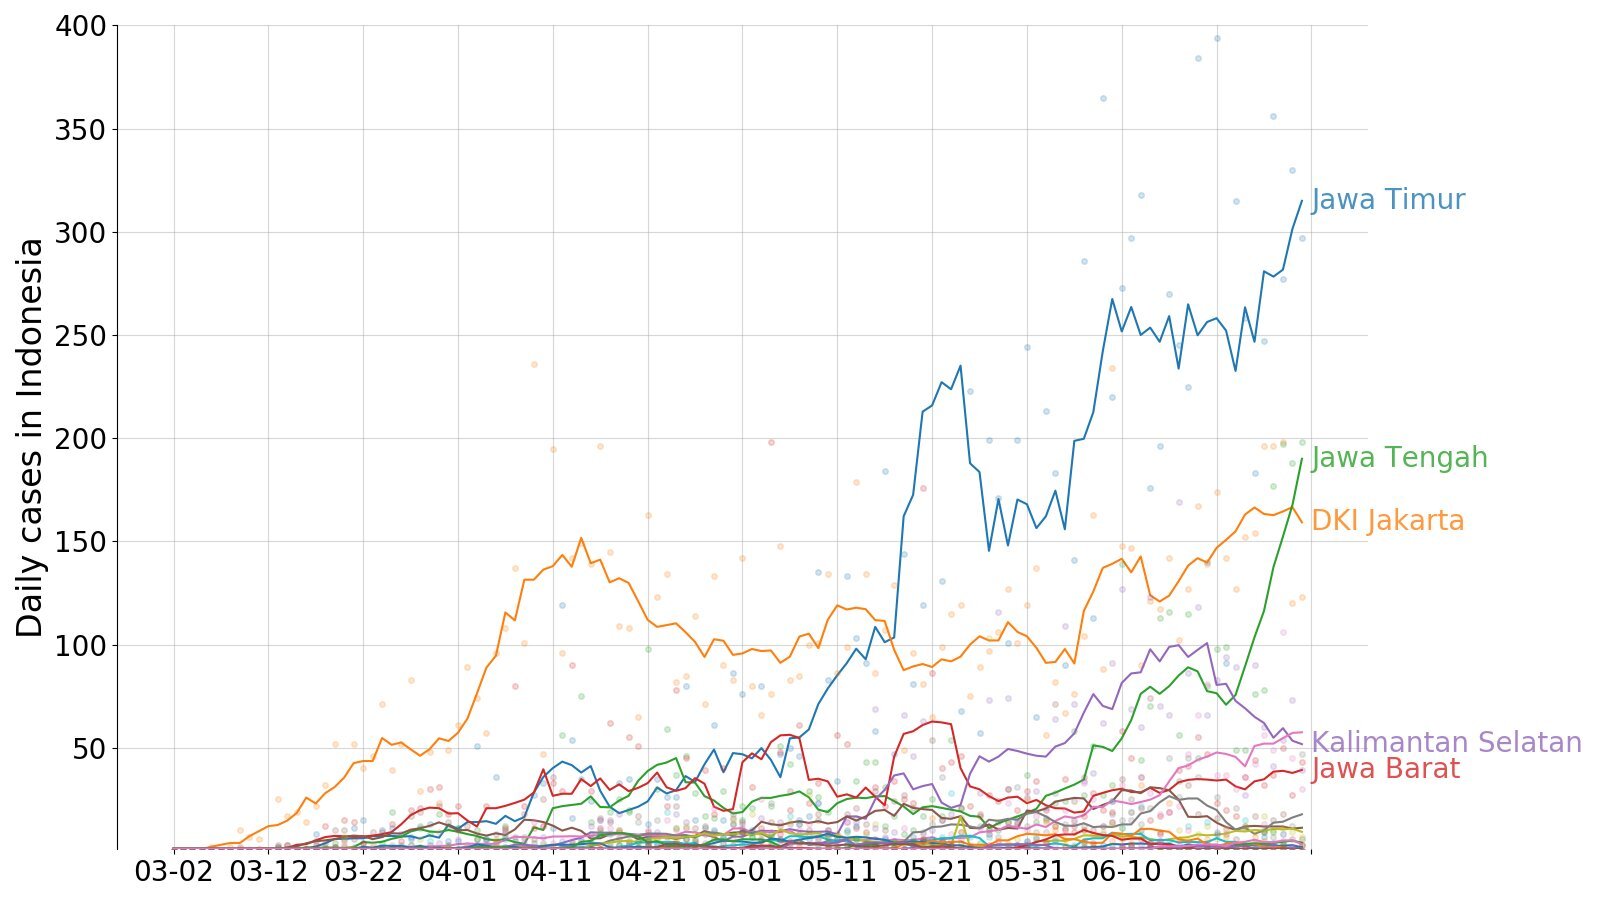 Daily cases in Indonesia
400
350
300
250
200
150
100
50
Jawa Timur
Jawa Tengah
DKI Jakarta
Kalimantan Selatan
Jawa Barat
03-02 03-12 03-22 04-01 04-11 04-21 05-01 05-11 05-21 05-31 06-10 06-20